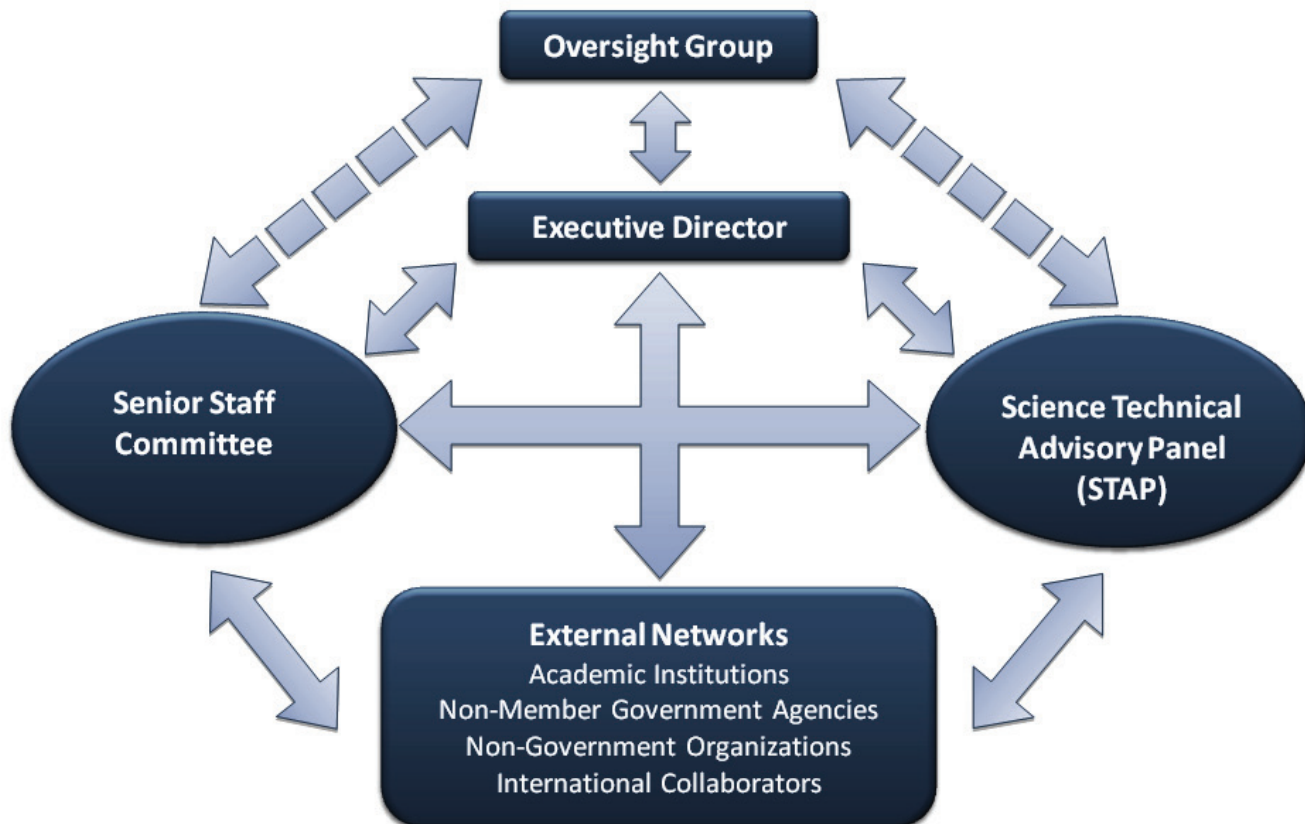 Oversight Group
Executive Director
Senior Staff
Committee
Science Technical
Advisory Panel
(STAP)
External Networks
Academic Institutions
Non-Member Government Agencies
Non-Government Organizations
International Collaborators